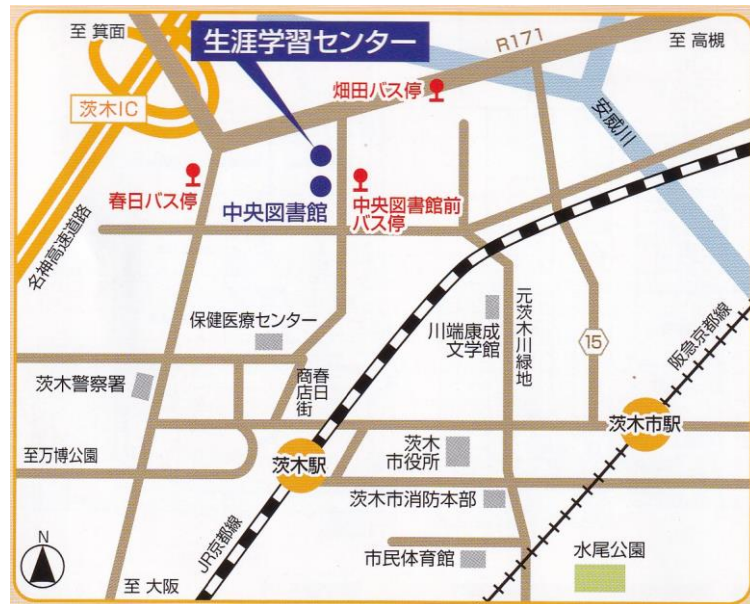 至 箕面
生涯学習センター
R171
至 高槻
茨木IC
畑田バス停
安威川
春日バス停
中央図書館
中央図書館前
バス停
名神高速道路
保健医療センター
川端康成
文学館
元茨木川緑地
15
阪急京都線
茨木警察署
春日
商店街
茨木市駅
至万博公園
茨木駅
茨木
市役所
茨木市消防本部
JR京都線
N
市民体育館
水尾公園
至 大阪